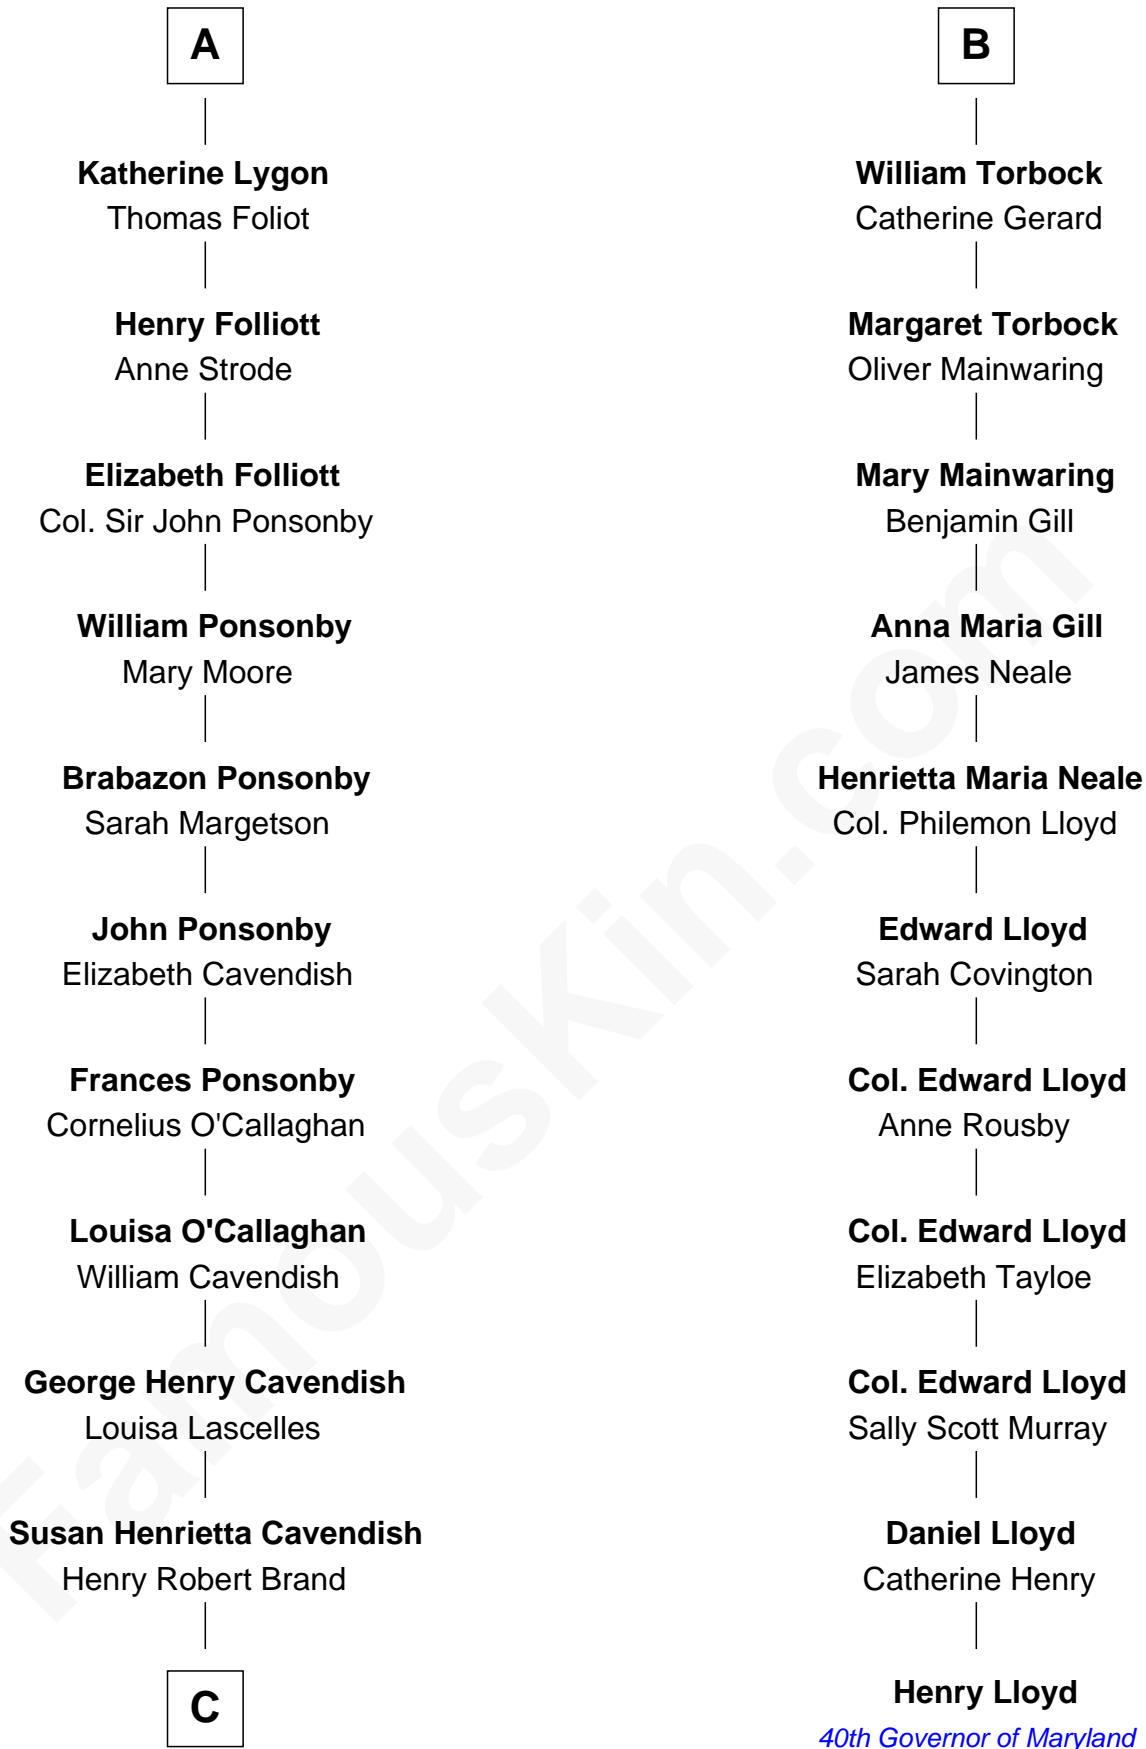 A
Katherine Lygon
Thomas Foliot
Henry Folliott
Anne Strode
Elizabeth Folliott
Col. Sir John Ponsonby
William Ponsonby
Mary Moore
Brabazon Ponsonby
Sarah Margetson
John Ponsonby
Elizabeth Cavendish
Frances Ponsonby
Cornelius O'Callaghan
Louisa O'Callaghan
William Cavendish
George Henry Cavendish
Louisa Lascelles
Susan Henrietta Cavendish
Henry Robert Brand
C
B
William Torbock
Catherine Gerard
Margaret Torbock
Oliver Mainwaring
Mary Mainwaring
Benjamin Gill
Anna Maria Gill
James Neale
Henrietta Maria Neale
Col. Philemon Lloyd
Edward Lloyd
Sarah Covington
Col. Edward Lloyd
Anne Rousby
Col. Edward Lloyd
Elizabeth Tayloe
Col. Edward Lloyd
Sally Scott Murray
Daniel Lloyd
Catherine Henry
Henry Lloyd
40th Governor of Maryland
FamousKin.com